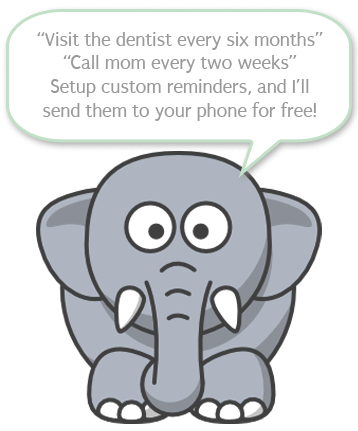 “Visit the dentist every six months”
“Call mom every two weeks”
Setup custom reminders, and I’ll
send them to your phone for free!